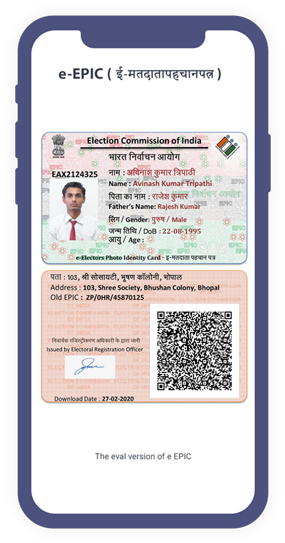 e-EPIC ( ई-मतदातापहचानपत्र )
Election Commission of India
भारत निर्वाचन आयोग
EAX2124325
नाम : अविनाश कुमार त्रिपाठी
Name : Avinash Kumar Tripathi
पिता का नाम : राजेश कुमार
Father's Name: Rajesh Kumar
लिंग / Gender: पुरुष / Male
जन्म तिथि / DoB : 22-08-1995
आयु / Age :
e-Electors Photo Identity Card - ई-मतदाता पहचान पत्र
पता : 103, श्री सोसायटी, भूषण कॉलोनी, भोपाल
Address : 103, Shree Society, Bhushan Colony, Bhopal
Old EPIC : ZP/0HR/45870125
निर्वाचक रजिस्ट्रीकरण अधिकारी के द्वारा जारी
Issued by Electoral Registration Officer
Download Date : 27-02-2020
The eval version of e EPIC